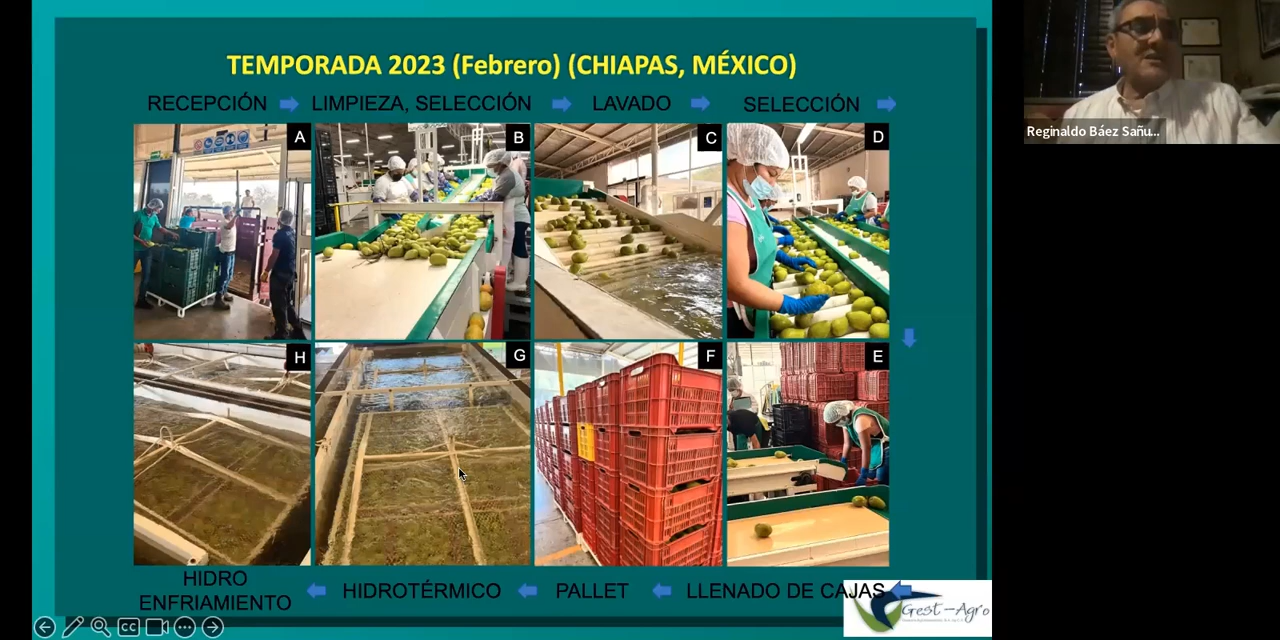 TEMPORADA 2023 (Febrero) (CHIAPAS, MÉXICO)
RECEPCIÓN LIMPIEZA, SELECCIÓN LAVADO SELECCIÓN
A B C D
H G F E
HIDRO ENFRIAMIENTO HIDROTÉRMICO PALLET LLENADO DE CAJAS
Gest-Agro
CC
Reginaldo Báez Sañu...